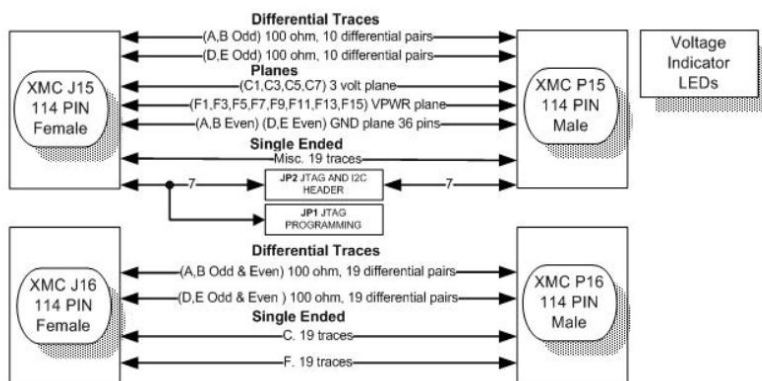 Differential Traces
(A,B Odd) 100 ohm, 10 differential pairs
(D,E Odd) 100 ohm, 10 differential pairs
Planes
(C1,C3,C5,C7) 3 volt plane
(F1,F3,F5,F7,F9,F11,F13,F15) VPWR plane
(A,B Even) (D,E Even) GND plane 36 pins
Single Ended
Misc. 19 traces
7
JP2 JTAG AND I2C
HEADER
7
JP1 JTAG
PROGRAMMING
XMC J15
114 PIN
Female
XMC P15
114 PIN
Male
Voltage
Indicator
LEDs
Differential Traces
(A,B Odd & Even) 100 ohm, 19 differential pairs
(D,E Odd & Even ) 100 ohm, 19 differential pairs
Single Ended
C. 19 traces
F. 19 traces
XMC J16
114 PIN
Female
XMC P16
114 PIN
Male